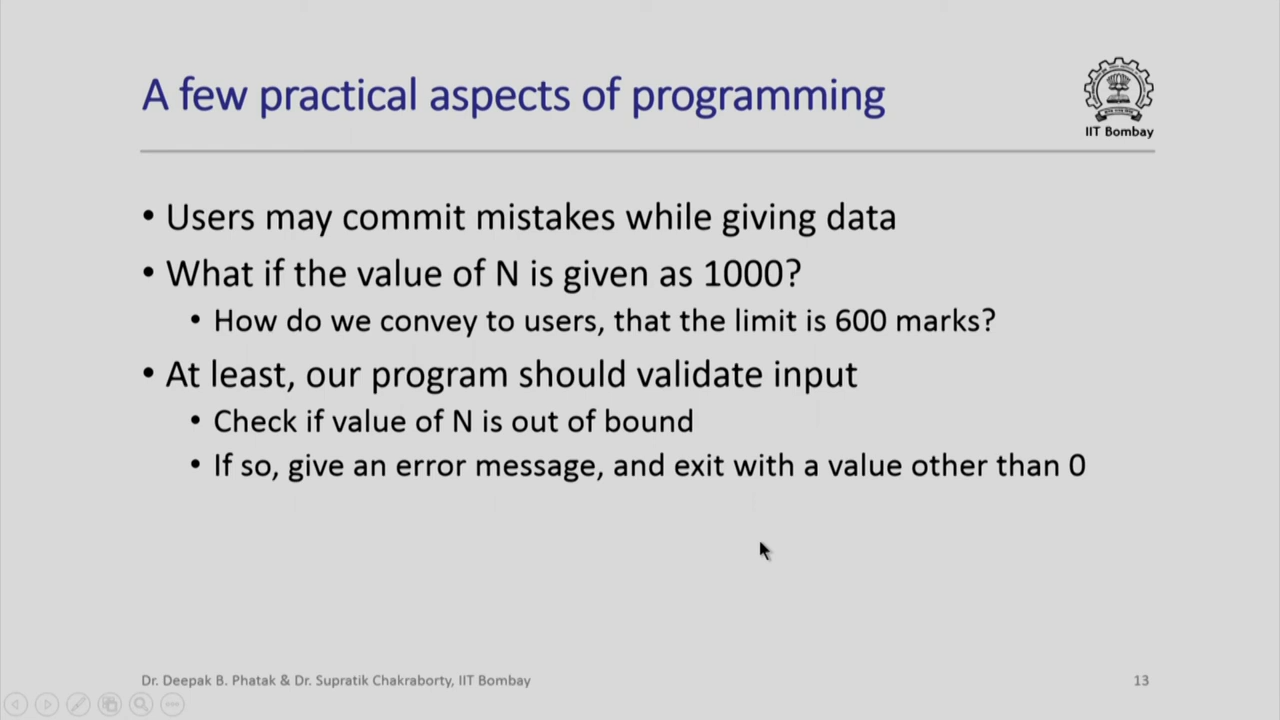 A few practical aspects of programming
IIT Bombay
• Users may commit mistakes while giving data
• What if the value of N is given as 1000?
• How do we convey to users, that the limit is 600 marks?
• At least, our program should validate input
• Check if value of N is out of bound
• If so, give an error message, and exit with a value other than 0
Dr. Deepak B. Phatak & Dr. Supratik Chakraborty, IIT Bombay
13